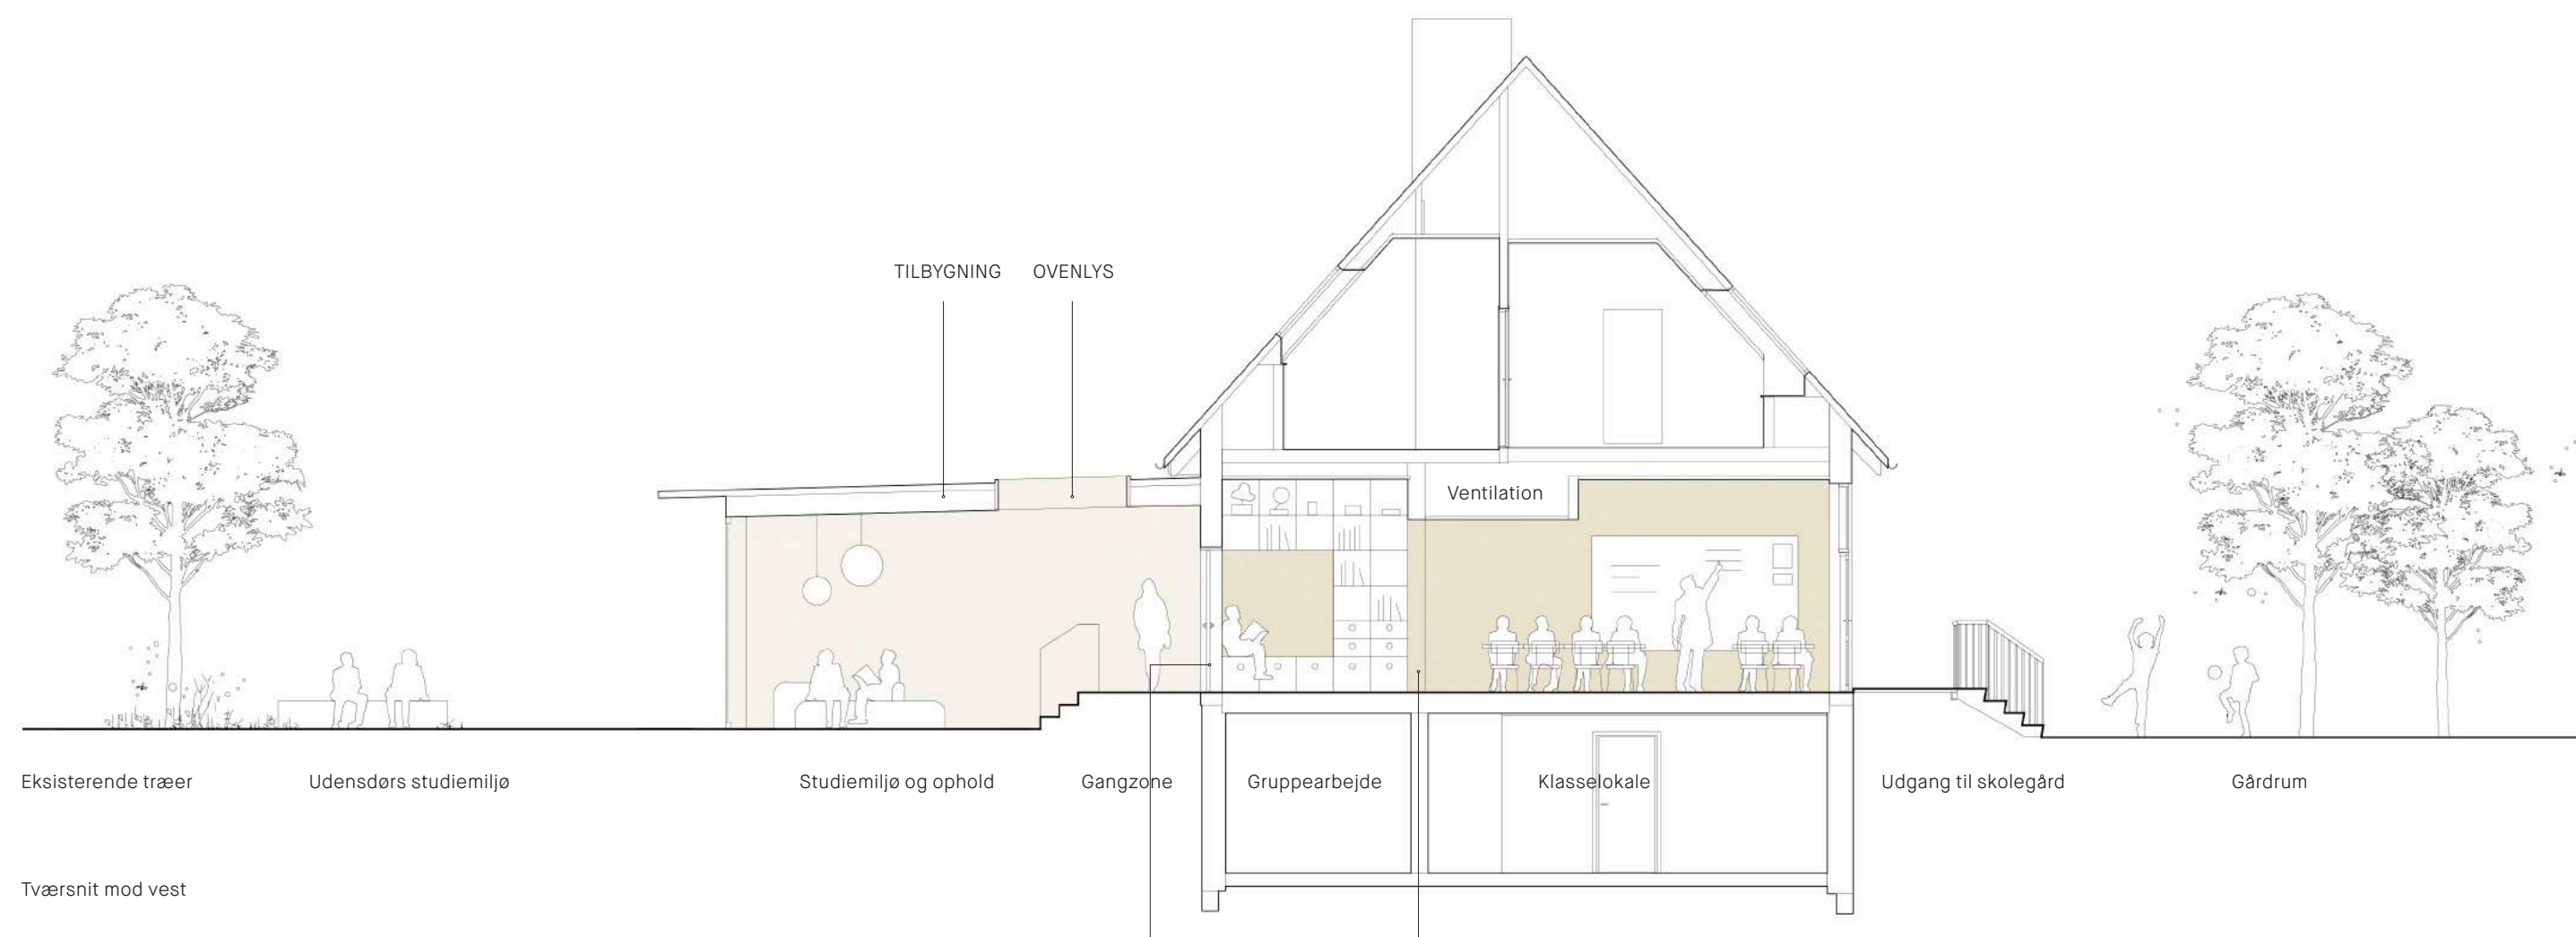 TILBYGNING
OVENLYS
Ventilation
Eksisterende træer
Udensdørs studiemiljø
Studiemiljø og ophold
Gangzone
Gruppearbejde
Klasselokale
Udgang til skolegård
Gårdrum
Tværsnit mod vest